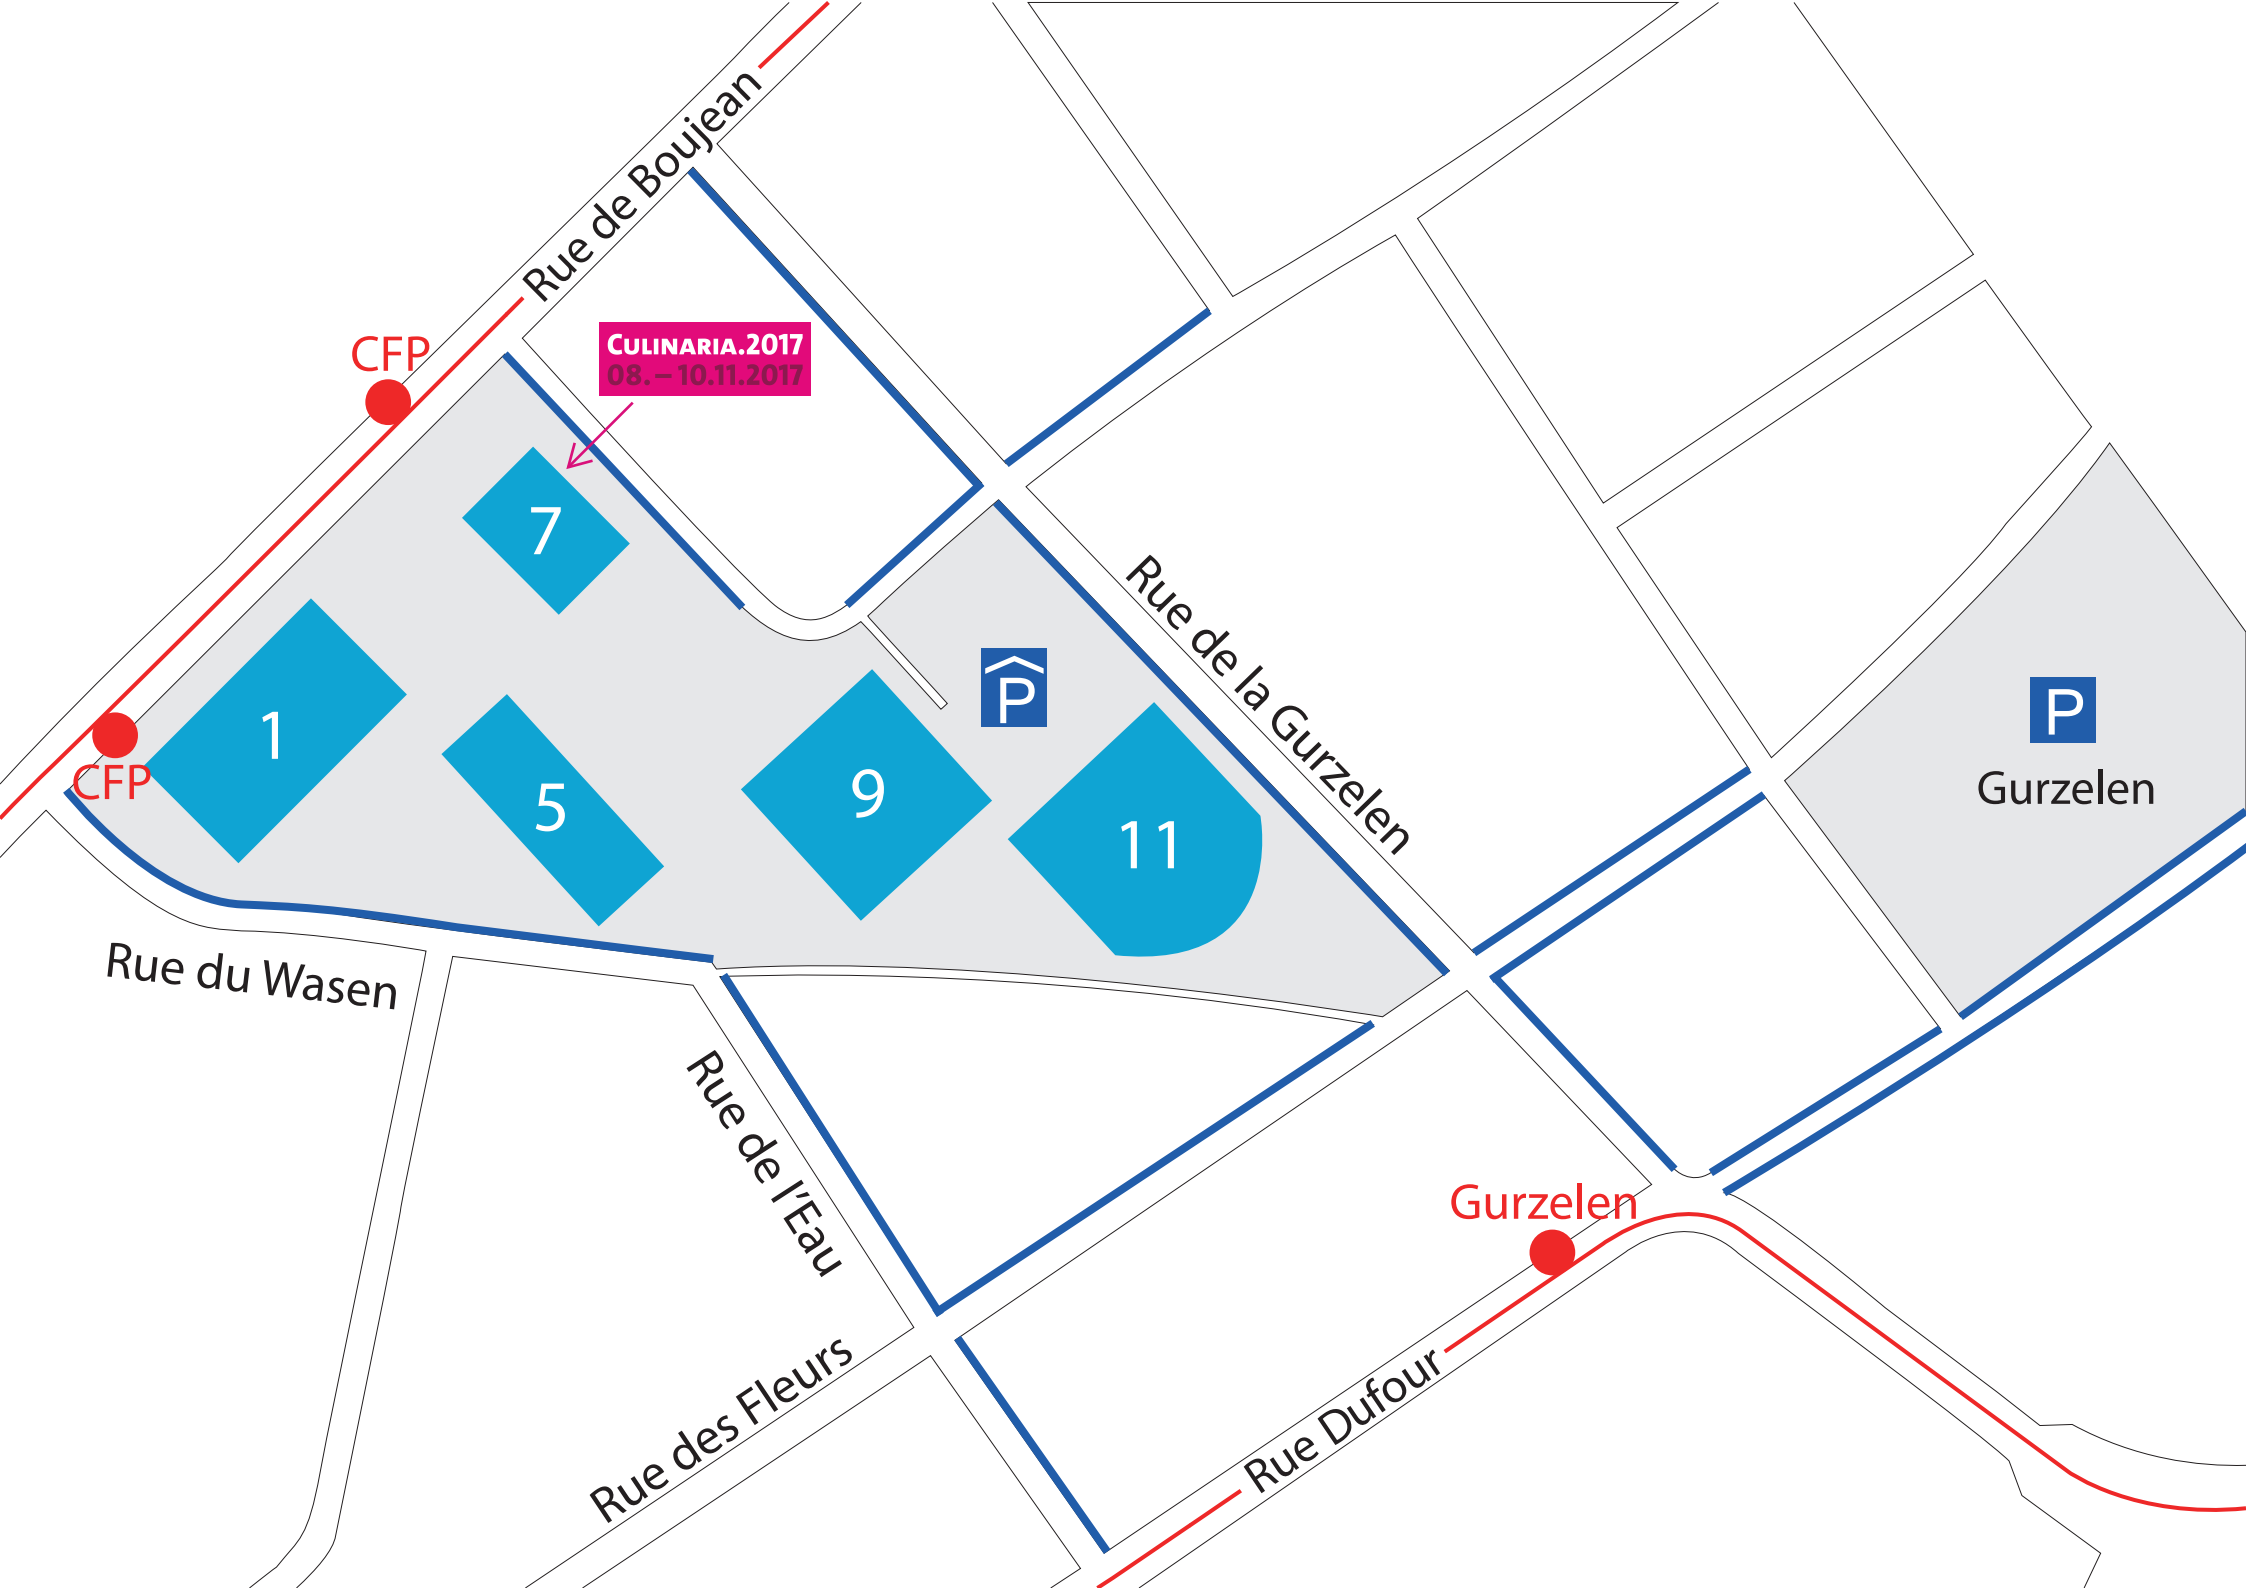 Rue de Boujean
CFP
CULINARIA.2017
08. – 10.11.2017
7
Rue de la Gurzelen
P
P
Gurzelen
1
CFP
5
9
11
Rue du Wasen
Rue de l'Eau
Gurzelen
Rue des Fleurs
Rue Dufour